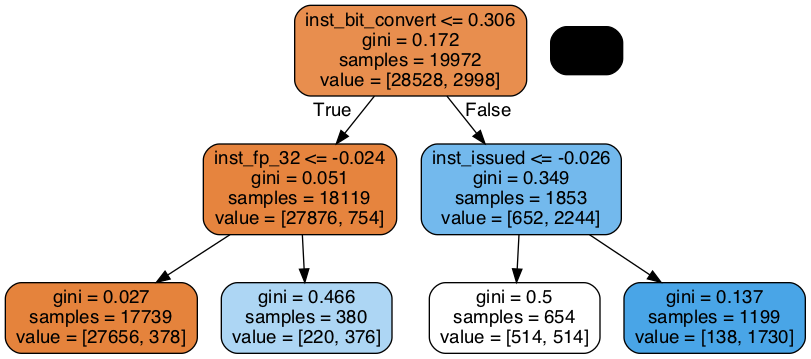 inst_bit_convert <= 0.306
gini = 0.172
samples = 19972
value = [28528, 2998]
True
False
inst_fp_32 <= -0.024
gini = 0.051
samples = 18119
value = [27876, 754]
inst_issued <= -0.026
gini = 0.349
samples = 1853
value = [652, 2244]
gini = 0.027
samples = 17739
value = [27656, 378]
gini = 0.466
samples = 380
value = [220, 376]
gini = 0.5
samples = 654
value = [514, 514]
gini = 0.137
samples = 1199
value = [138, 1730]